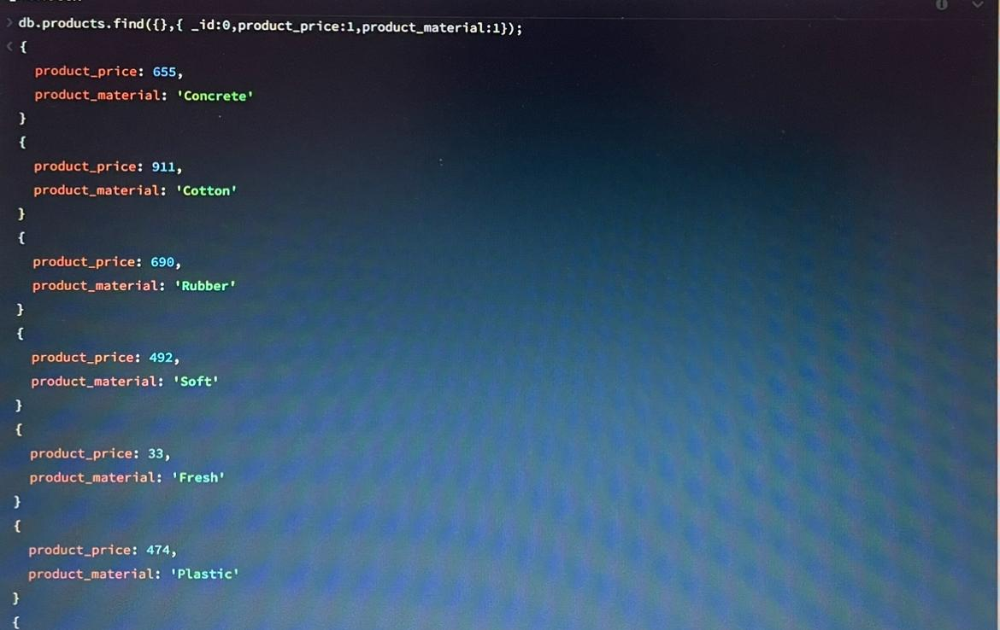 > db.products.find({},{ _id:0,product_price:1,product_material:1});
< {
product_price: 655,
product_material: 'Concrete'
}
{
product_price: 911,
product_material: 'Cotton'
}
{
product_price: 690,
product_material: 'Rubber'
}
{
product_price: 492,
product_material: 'Soft'
}
{
product_price: 33,
product_material: 'Fresh'
}
{
product_price: 474,
product_material: 'Plastic'
}
{